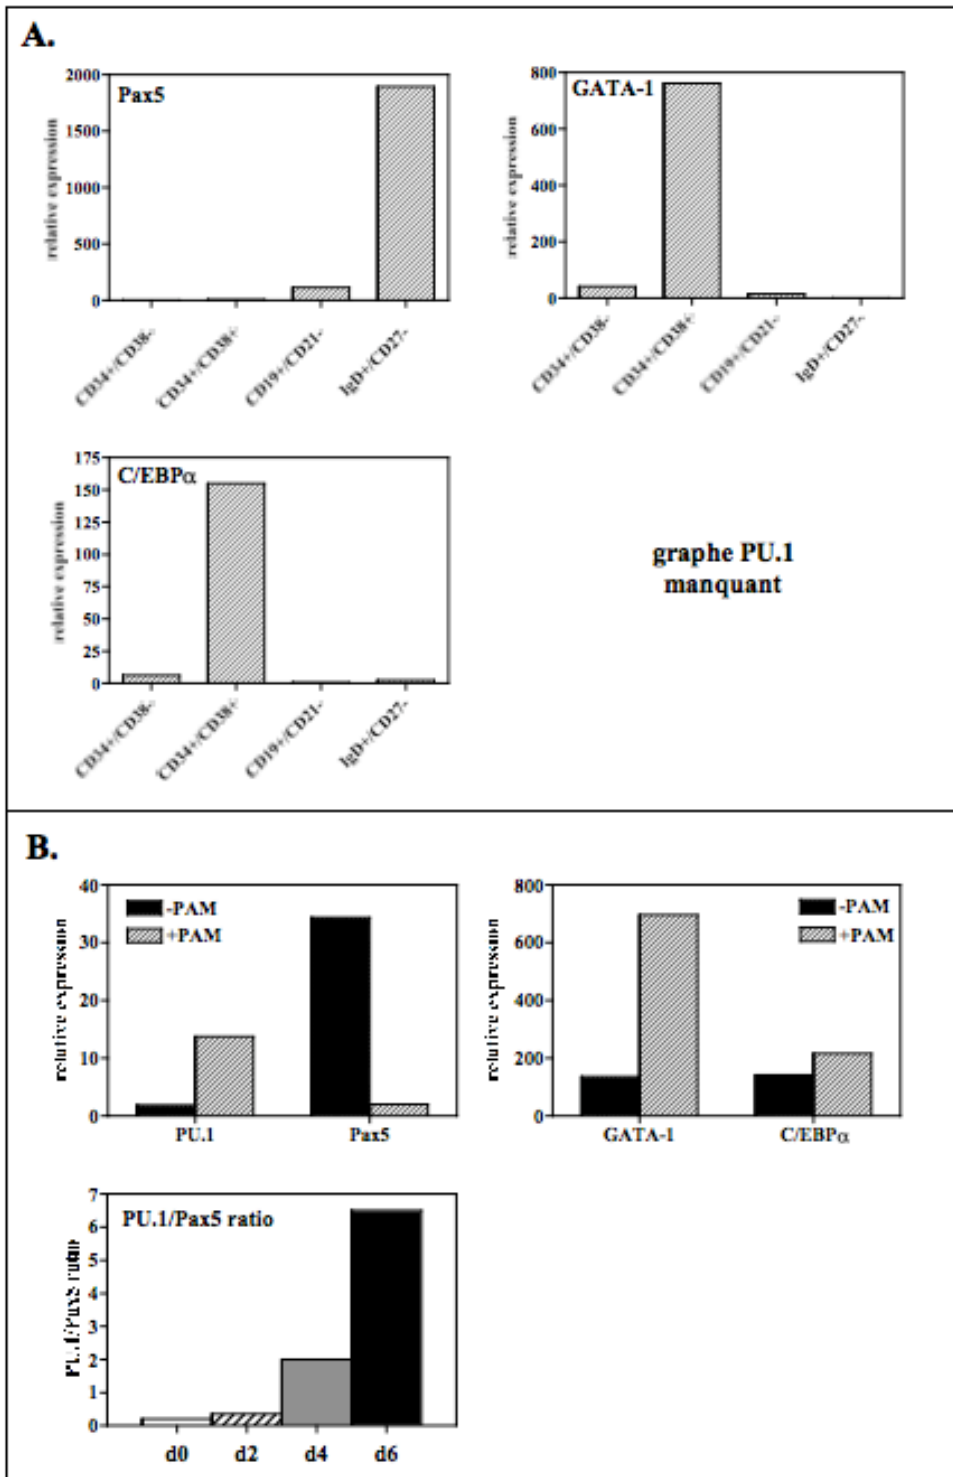 A.
Pax5
relative expression
2000
1500
1000
500
0
CD34+/CD38-
CD34+/CD38+
CD19+/CD21-
IgD+/CD27-
GATA-1
relative expression
800
600
400
200
0
CD34+/CD38-
CD34+/CD38+
CD19+/CD21-
IgD+/CD27-
C/EBPα
relative expression
175
150
125
100
75
50
25
0
CD34+/CD38-
CD34+/CD38+
CD19+/CD21-
IgD+/CD27-
graphe PU.1
manquant
B.
relative expression
40
30
20
10
0
-PAM
+PAM
PU.1 Pax5
relative expression
800
600
400
200
0
-PAM
+PAM
GATA-1 C/EBPα
PU.1/Pax5 ratio
PU.1/Pax5 ratio
7
6
5
4
3
2
1
0
d0 d2 d4 d6